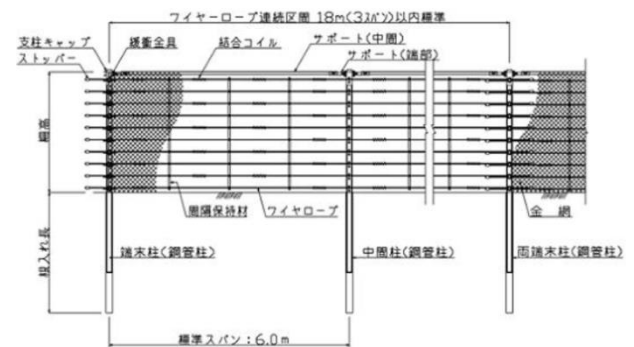 ワイヤーロープ連続区間 18m(3スパン)以内標準
支柱キャップ
緩衝金具
結合コイル
サポート(中間)
サポート(端部)
ストッパー
柵高
間隔保持材
ワイヤロープ
金網
根入れ長
端末柱(鋼管柱)
中間柱(鋼管柱)
両端末柱(鋼管柱)
標準スパン:6.0m